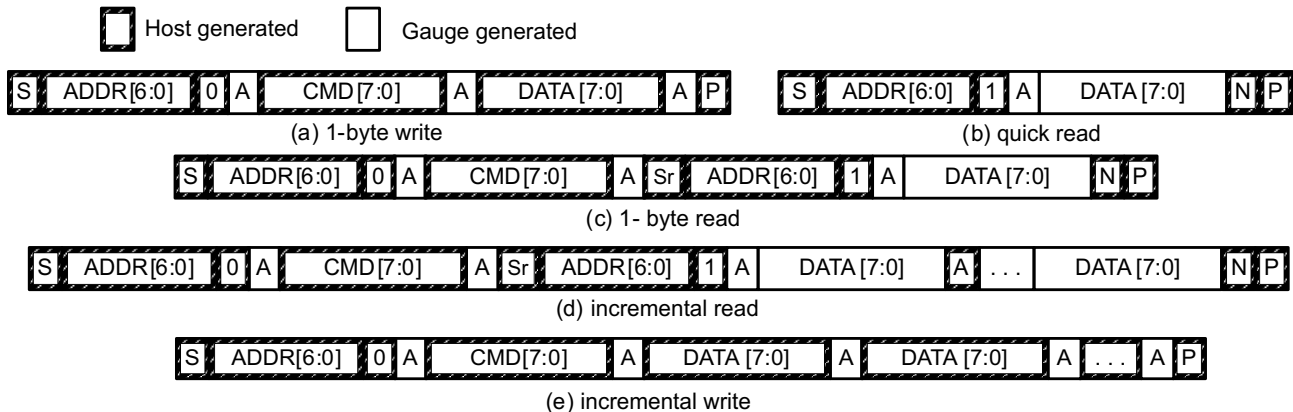 Host generated Gauge generated
S ADDR[6:0] 0 A CMD[7:0] A DATA[7:0] A P
(a) 1-byte write
S ADDR[6:0] 1 A DATA[7:0] N P
(b) quick read
S ADDR[6:0] 0 A CMD[7:0] A Sr ADDR[6:0] 1 A DATA[7:0] N P
(c) 1- byte read
S ADDR[6:0] 0 A CMD[7:0] A Sr ADDR[6:0] 1 A DATA[7:0] A . . . DATA[7:0] N P
(d) incremental read
S ADDR[6:0] 0 A CMD[7:0] A DATA[7:0] A DATA[7:0] A . . . A P
(e) incremental write